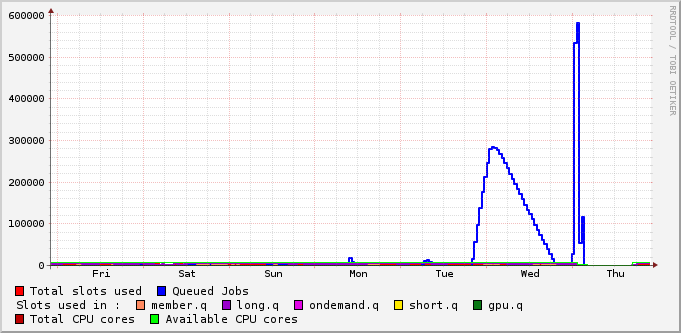 RRDTOOL / TOBI OETIKER
600000
500000
400000
300000
200000
100000
0
Fri Sat Sun Mon Tue Wed Thu
Total slots used Queued Jobs
Slots used in : member.q long.q ondemand.q short.q gpu.q
Total CPU cores Available CPU cores